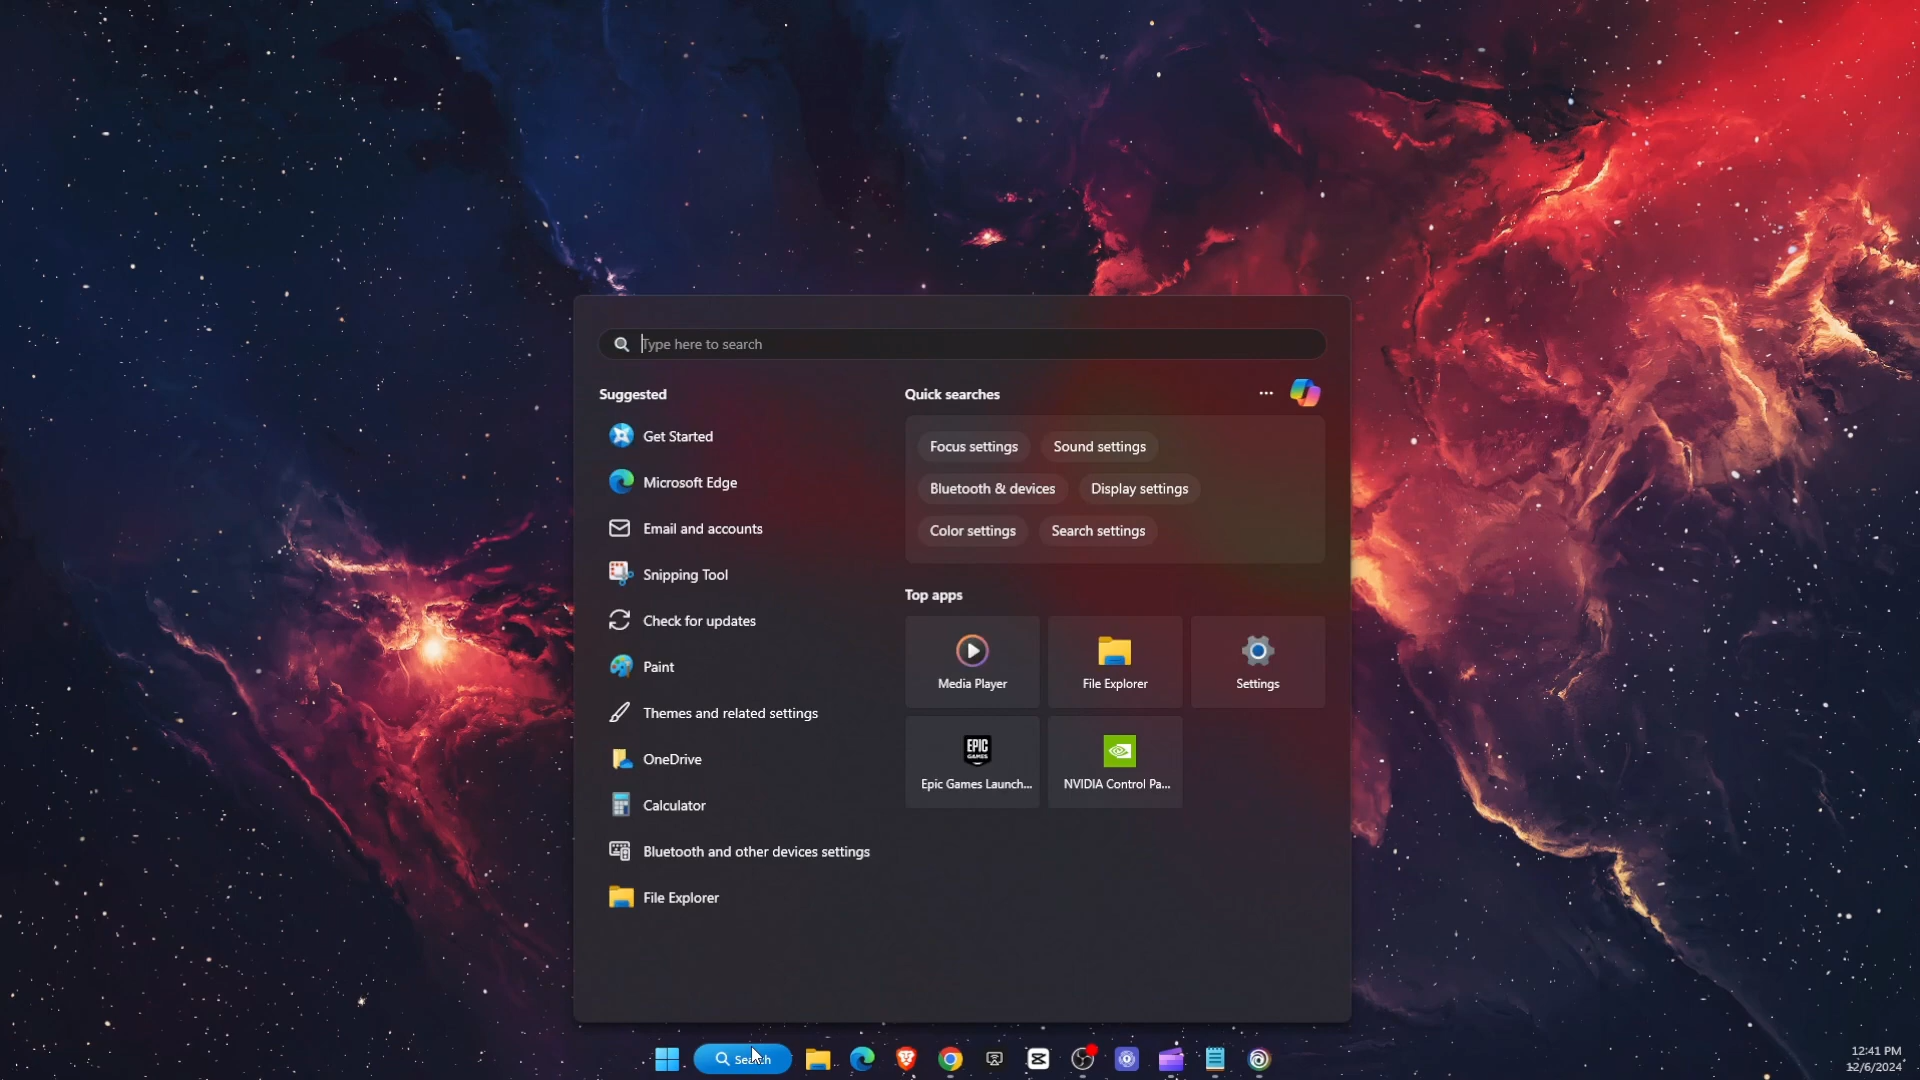 Type here to search
Suggested
Get Started
Microsoft Edge
Email and accounts
Snipping Tool
Check for updates
Paint
Themes and related settings
OneDrive
Calculator
Bluetooth and other devices settings
File Explorer
Quick searches
Focus settings
Sound settings
Bluetooth & devices
Display settings
Color settings
Search settings
Top apps
Media Player
File Explorer
Settings
EPIC
GAMES
Epic Games Launch...
NVIDIA Control Pa...
Search
12:41 PM
12/6/2024